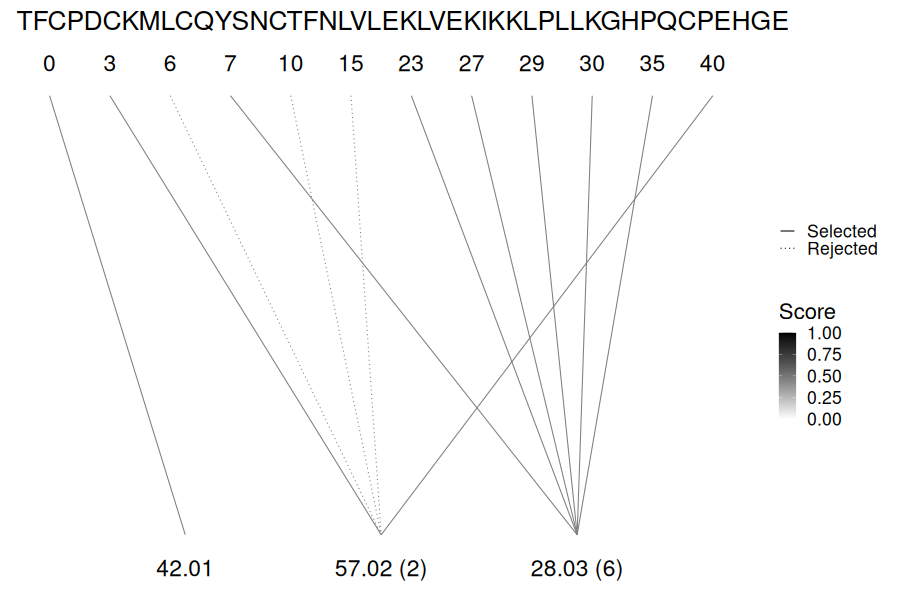 TFCPDCKMLCQYSNCTFNLVLEKLVEKIKKLPLLKGHPQCPEHGE
0 3 6 7 10 15 23 27 29 30 35 40
Selected
Rejected
Score
1.00
0.75
0.50
0.25
0.00
42.01 57.02 (2) 28.03 (6)